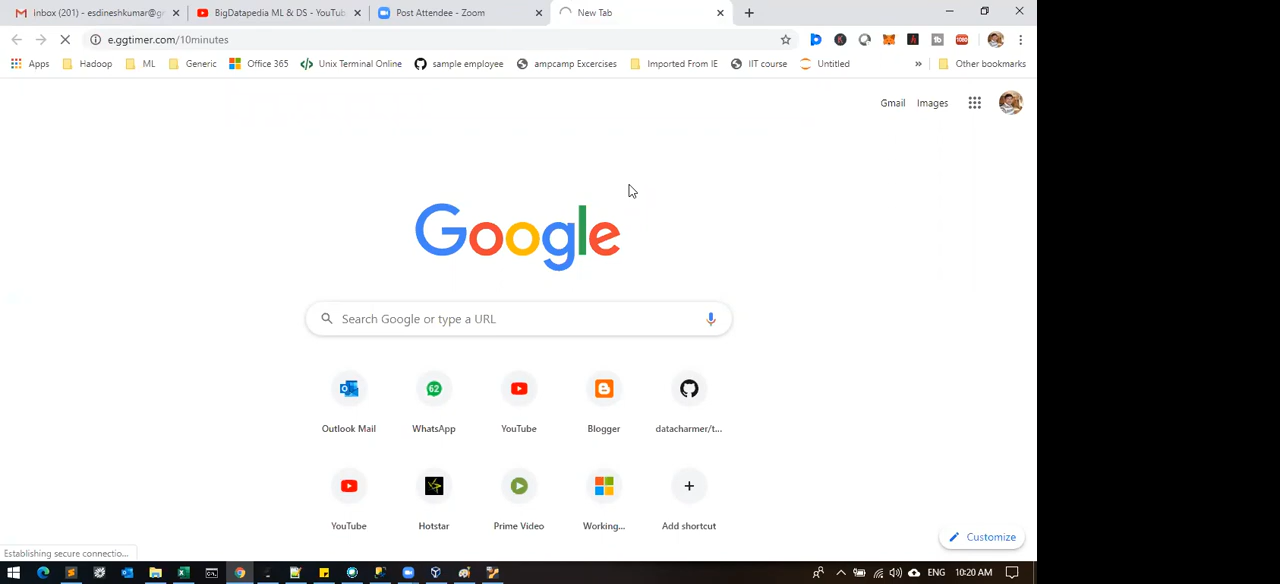 inbox (201) - esdineshkumar@g
BigDatapedia ML & DS - YouTub
Post Attendee - Zoom
New Tab
e.ggtimer.com/10minutes
Apps
Hadoop
ML
Generic
Office 365
Unix Terminal Online
sample employee
ampcamp Excercises
Imported From IE
IIT course
Untitled
»
Other bookmarks
Gmail
Images
Google
Search Google or type a URL
62
Outlook Mail
WhatsApp
YouTube
Blogger
datacharmer/t...
YouTube
Hotstar
Prime Video
Working...
Add shortcut
Customize
Establishing secure connectio...
ENG
10:20 AM